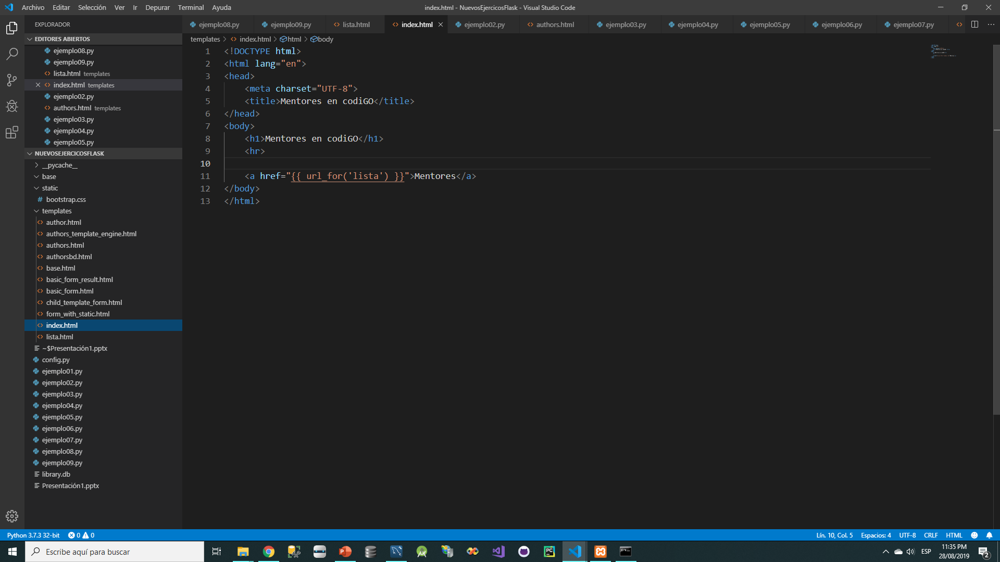 Archivo Editar Selección Ver Ir Depurar Terminal Ayuda
index.html - NuevosEjercicosFlask - Visual Studio Code
EXPLORADOR
EDITORES ABIERTOS
ejemplo08.py
ejemplo09.py
lista.html templates
index.html templates
ejemplo02.py
authors.html templates
ejemplo03.py
ejemplo04.py
ejemplo05.py
NUEVOSEJERCICOSFLASK
__pycache__
base
static
# bootstrap.css
templates
author.html
authors_template_engine.html
authors.html
authorsbd.html
base.html
basic_form_result.html
basic_form.html
child_template_form.html
form_with_static.html
index.html
lista.html
~$Presentación1.pptx
config.py
ejemplo01.py
ejemplo02.py
ejemplo03.py
ejemplo04.py
ejemplo05.py
ejemplo06.py
ejemplo07.py
ejemplo08.py
ejemplo09.py
library.db
Presentación1.pptx
ejemplo08.py ejemplo09.py lista.html index.html ejemplo02.py authors.html ejemplo03.py ejemplo04.py ejemplo05.py ejemplo06.py ejemplo07.py
templates > index.html > html > body
1 <!DOCTYPE html>
2 <html lang="en">
3 <head>
4 <meta charset="UTF-8">
5 <title>Mentores en codiGO</title>
6 </head>
7 <body>
8 <h1>Mentores en codiGO</h1>
9 <hr>
10
11 <a href="{{ url_for('lista') }}">Mentores</a>
12 </body>
13 </html>
Python 3.7.3 32-bit 0 0
Lín. 10, Col. 5 Espacios: 4 UTF-8 CRLF HTML
Escribe aquí para buscar
ESP
11:35 PM
28/08/2019
2